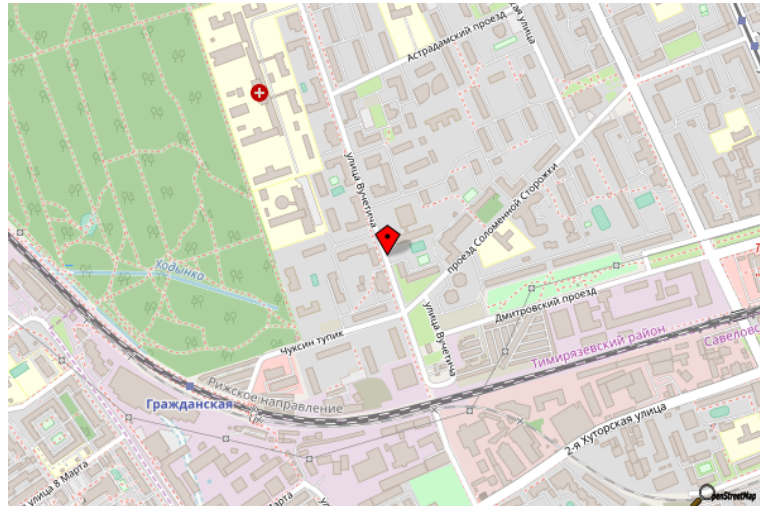 Астрадамский проезд
улица
улица Вучетича
проезд Соломенной Сторожки
Ходынка
улица Вучетича
Дмитровский проезд
Чуксин тупик
Тимирязевский район
Савеловс
Рижское направление
Гражданская
2-я Хуторская улица
улица 8 Марта
Марта
OpenStreetMap